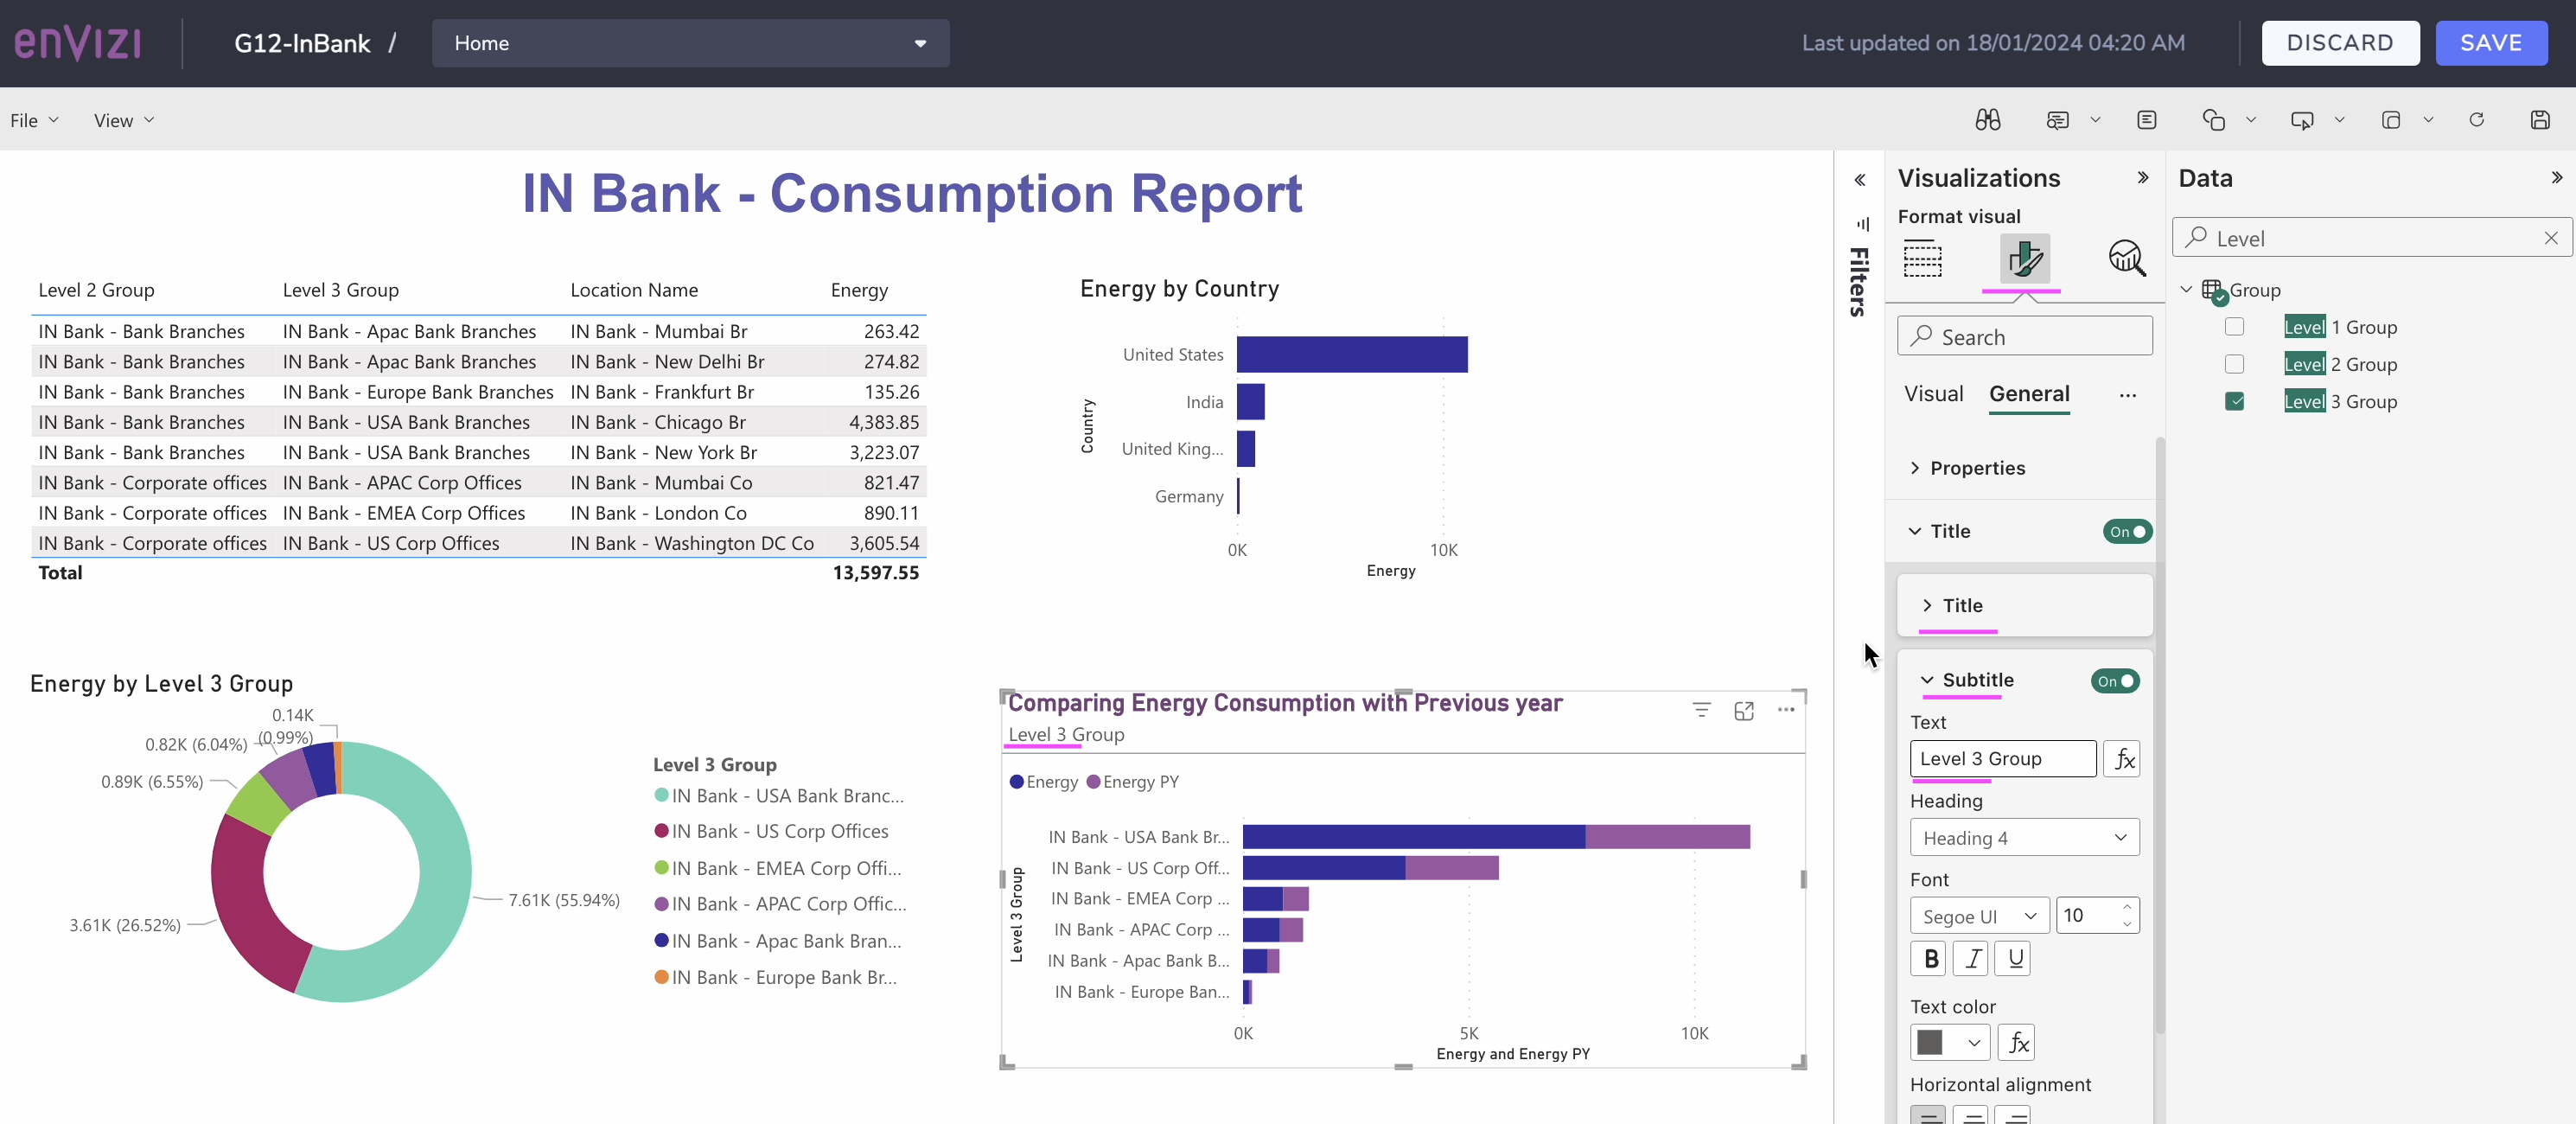 enVIZI
G12-InBank /
Home
Last updated on 18/01/2024 04:20 AM
DISCARD
SAVE
File
View
IN Bank - Consumption Report
Level 2 Group Level 3 Group Location Name Energy
IN Bank - Bank Branches IN Bank - Apac Bank Branches IN Bank - Mumbai Br 263.42
IN Bank - Bank Branches IN Bank - Apac Bank Branches IN Bank - New Delhi Br 274.82
IN Bank - Bank Branches IN Bank - Europe Bank Branches IN Bank - Frankfurt Br 135.26
IN Bank - Bank Branches IN Bank - USA Bank Branches IN Bank - Chicago Br 4,383.85
IN Bank - Bank Branches IN Bank - USA Bank Branches IN Bank - New York Br 3,223.07
IN Bank - Corporate offices IN Bank - APAC Corp Offices IN Bank - Mumbai Co 821.47
IN Bank - Corporate offices IN Bank - EMEA Corp Offices IN Bank - London Co 890.11
IN Bank - Corporate offices IN Bank - US Corp Offices IN Bank - Washington DC Co 3,605.54
Total 13,597.55
Energy by Country
Country
United States
India
United King...
Germany
0K 10K
Energy
Energy by Level 3 Group
0.14K
(0.99%)
0.82K (6.04%)
0.89K (6.55%)
3.61K (26.52%)
7.61K (55.94%)
Level 3 Group
IN Bank - USA Bank Branc...
IN Bank - US Corp Offices
IN Bank - EMEA Corp Offi...
IN Bank - APAC Corp Offic...
IN Bank - Apac Bank Bran...
IN Bank - Europe Bank Br...
Comparing Energy Consumption with Previous year
Level 3 Group
Energy Energy PY
Level 3 Group
IN Bank - USA Bank Br...
IN Bank - US Corp Off...
IN Bank - EMEA Corp ...
IN Bank - APAC Corp ...
IN Bank - Apac Bank B...
IN Bank - Europe Ban...
0K 5K 10K
Energy and Energy PY
Filters
Visualizations
Format visual
Search
Visual General ...
Properties
Title On
Title
Subtitle On
Text
Level 3 Group fx
Heading
Heading 4
Font
Segoe UI 10
B I U
Text color
fx
Horizontal alignment
Data
Level
Group
Level 1 Group
Level 2 Group
Level 3 Group